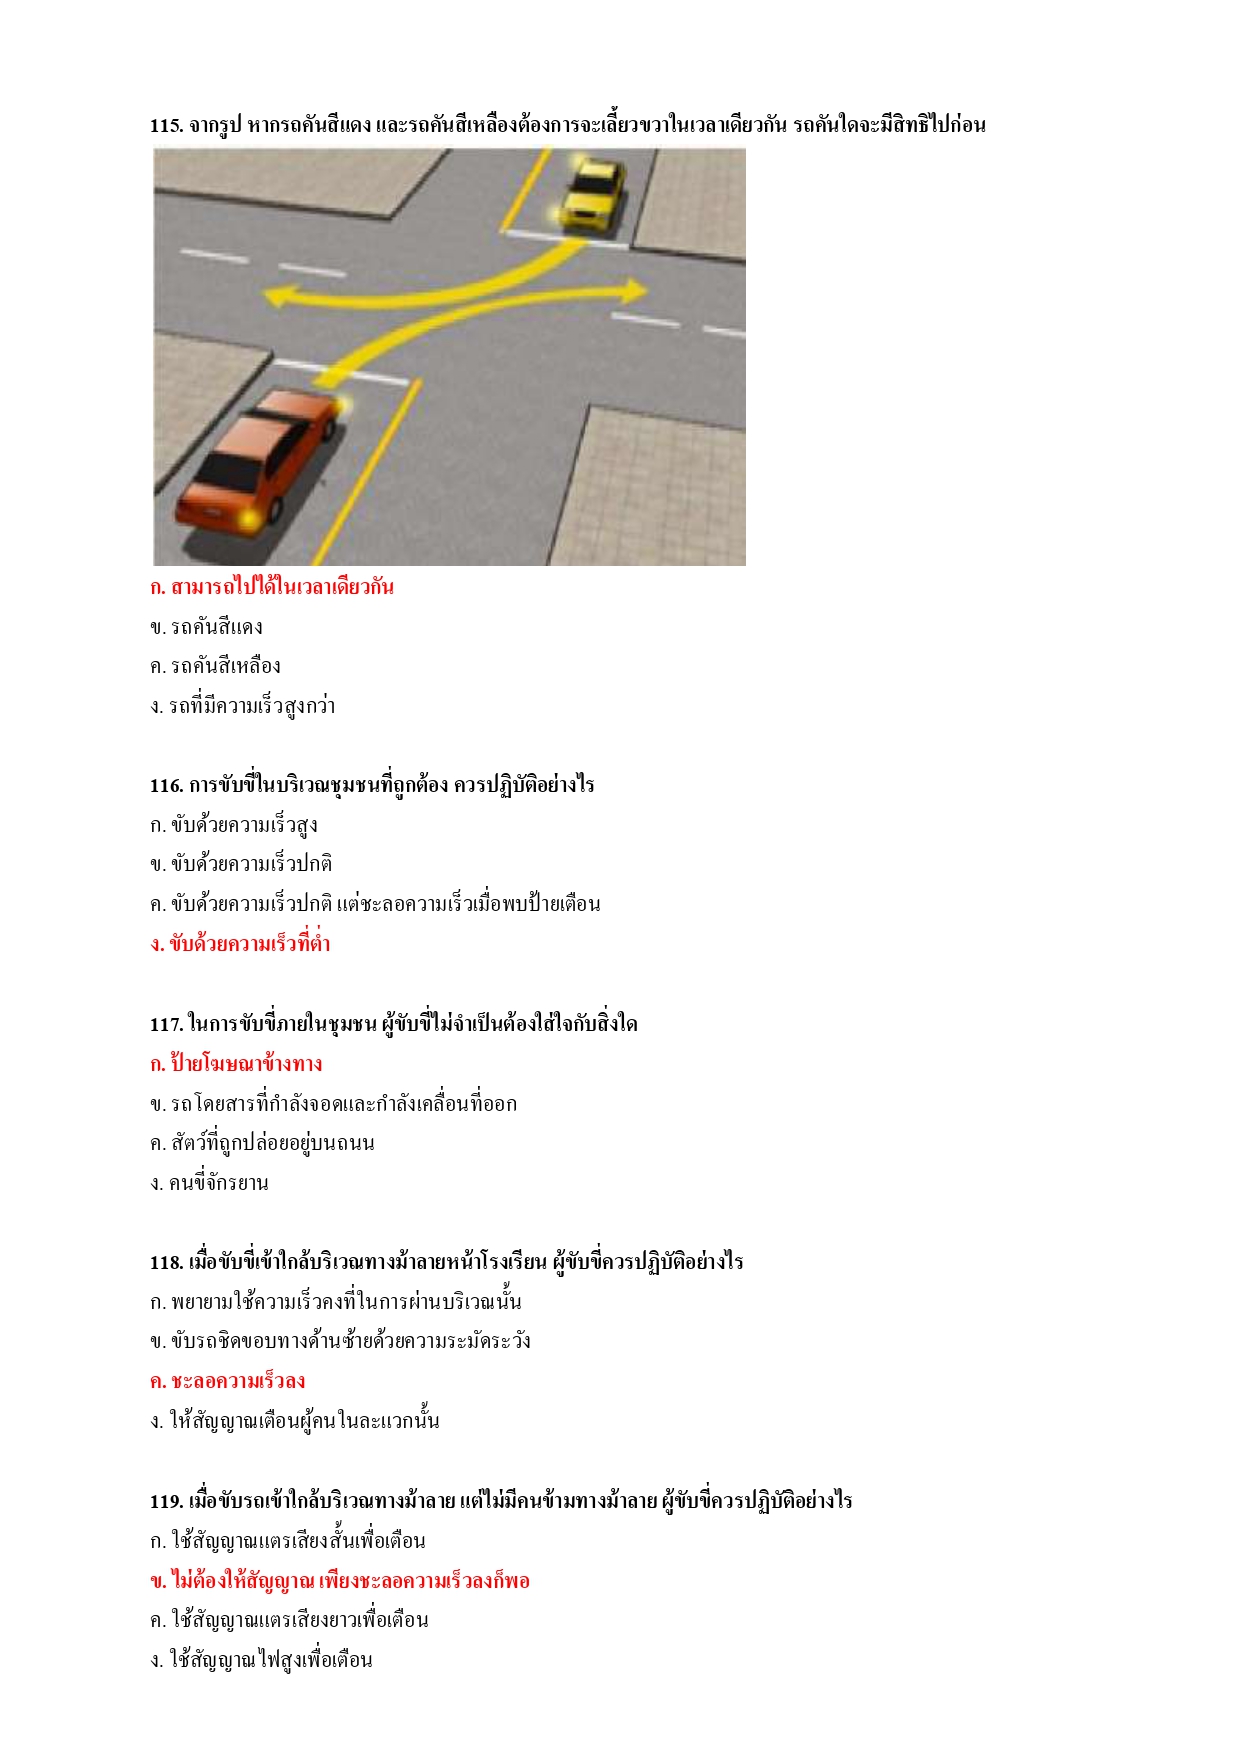 115. จากรูป หากรถคันสีแดง และรถคันสีเหลืองต้องการจะเลี้ยวขวาในเวลาเดียวกัน รถคันใดจะมีสิทธิไปก่อน
ก. สามารถไปได้ในเวลาเดียวกัน
ข. รถคันสีแดง
ค. รถคันสีเหลือง
ง. รถที่มีความเร็วสูงกว่า
116. การขับขี่ในบริเวณชุมชนที่ถูกต้อง ควรปฏิบัติอย่างไร
ก. ขับด้วยความเร็วสูง
ข. ขับด้วยความเร็วปกติ
ค. ขับด้วยความเร็วปกติ แต่ชะลอความเร็วเมื่อพบป้ายเตือน
ง. ขับด้วยความเร็วที่ต่ำ
117. ในการขับขี่ภายในชุมชน ผู้ขับขี่ไม่จำเป็นต้องใส่ใจกับสิ่งใด
ก. ป้ายโฆษณาข้างทาง
ข. รถโดยสารที่กำลังจอดและกำลังเคลื่อนที่ออก
ค. สัตว์ที่ถูกปล่อยอยู่บนถนน
ง. คนขี่จักรยาน
118. เมื่อขับขี่เข้าใกล้บริเวณทางม้าลายหน้าโรงเรียน ผู้ขับขี่ควรปฏิบัติอย่างไร
ก. พยายามใช้ความเร็วคงที่ในการผ่านบริเวณนั้น
ข. ขับรถชิดขอบทางด้านซ้ายด้วยความระมัดระวัง
ค. ชะลอความเร็วลง
ง. ให้สัญญาณเตือนผู้คนในละแวกนั้น
119. เมื่อขับรถเข้าใกล้บริเวณทางม้าลาย แต่ไม่มีคนข้ามทางม้าลาย ผู้ขับขี่ควรปฏิบัติอย่างไร
ก. ใช้สัญญาณแตรเสียงสั้นเพื่อเตือน
ข. ไม่ต้องให้สัญญาณ เพียงชะลอความเร็วลงก็พอ
ค. ใช้สัญญาณแตรเสียงยาวเพื่อเตือน
ง. ใช้สัญญาณไฟสูงเพื่อเตือน